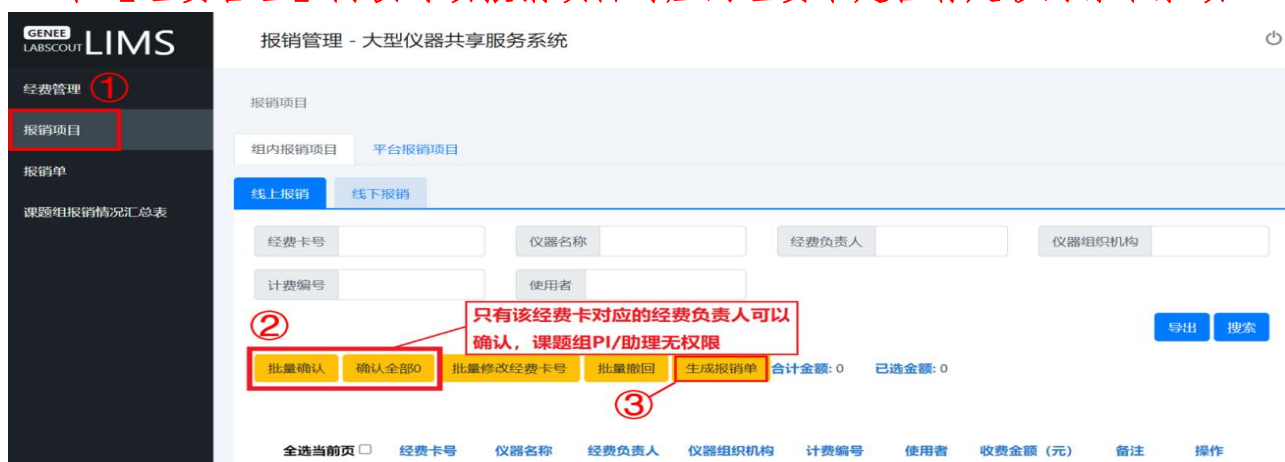 GENEE
LABSCOUT LIMS
报销管理 - 大型仪器共享服务系统
经费管理 ①
报销项目
报销单
课题组报销情况汇总表
报销项目
组内报销项目 平台报销项目
线上报销 线下报销
经费卡号 仪器名称 经费负责人 仪器组织机构
计费编号 使用者
②
只有该经费卡对应的经费负责人可以
确认，课题组PI/助理无权限
导出 搜索
批量确认 确认全部0 批量修改经费卡号 批量撤回 生成报销单 合计金额: 0 已选金额: 0
③
全选当前页 经费卡号 仪器名称 经费负责人 仪器组织机构 计费编号 使用者 收费金额（元） 备注 操作